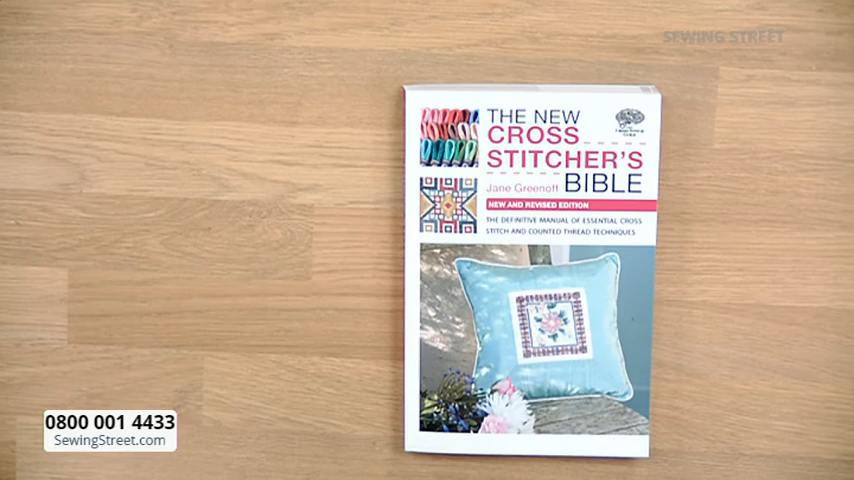 SEWING STREET
THE NEW
CROSS
STITCHER'S
BIBLE
Jane Greenoff
NEW AND REVISED EDITION
THE DEFINITIVE MANUAL OF ESSENTIAL CROSS
STITCH AND COUNTED THREAD TECHNIQUES
0800 001 4433
SewingStreet.com